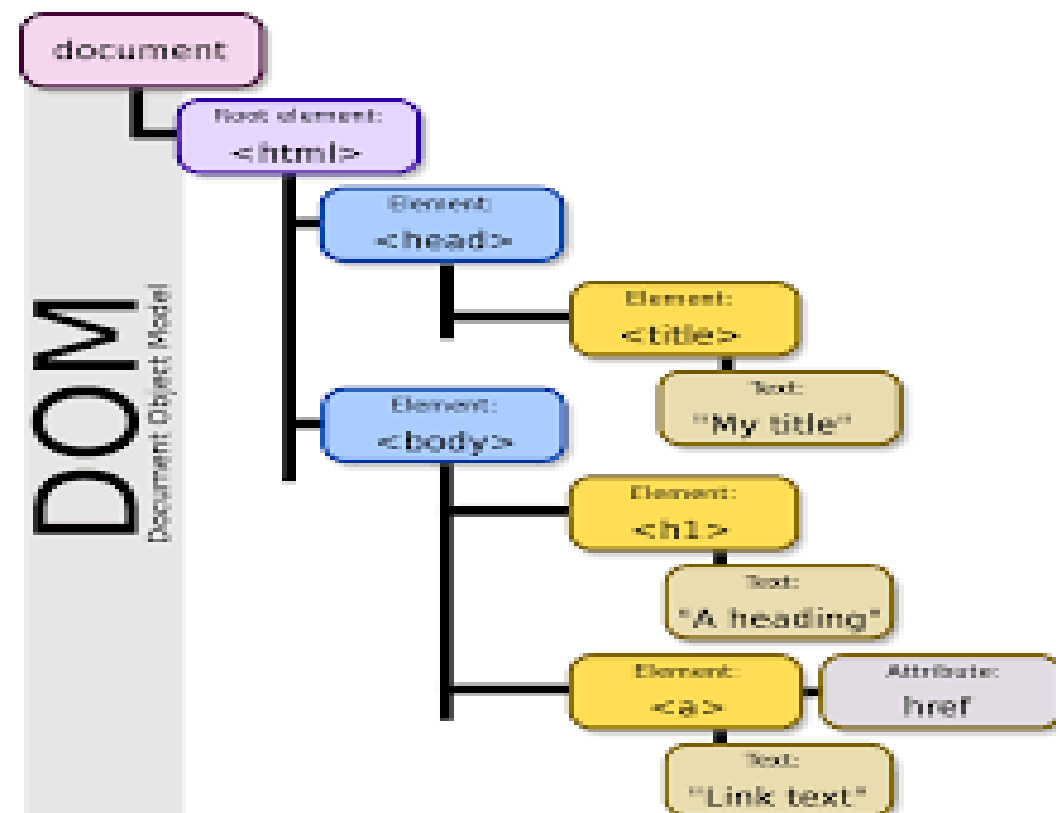 document
Root element:
<html>
Element:
<head>
Element:
<title>
Text:
"My title"
Element:
<body>
Element:
<h1>
Text:
"A heading"
Element:
<a>
Attribute:
href
Text:
"Link text"
DOM
Document Object Model